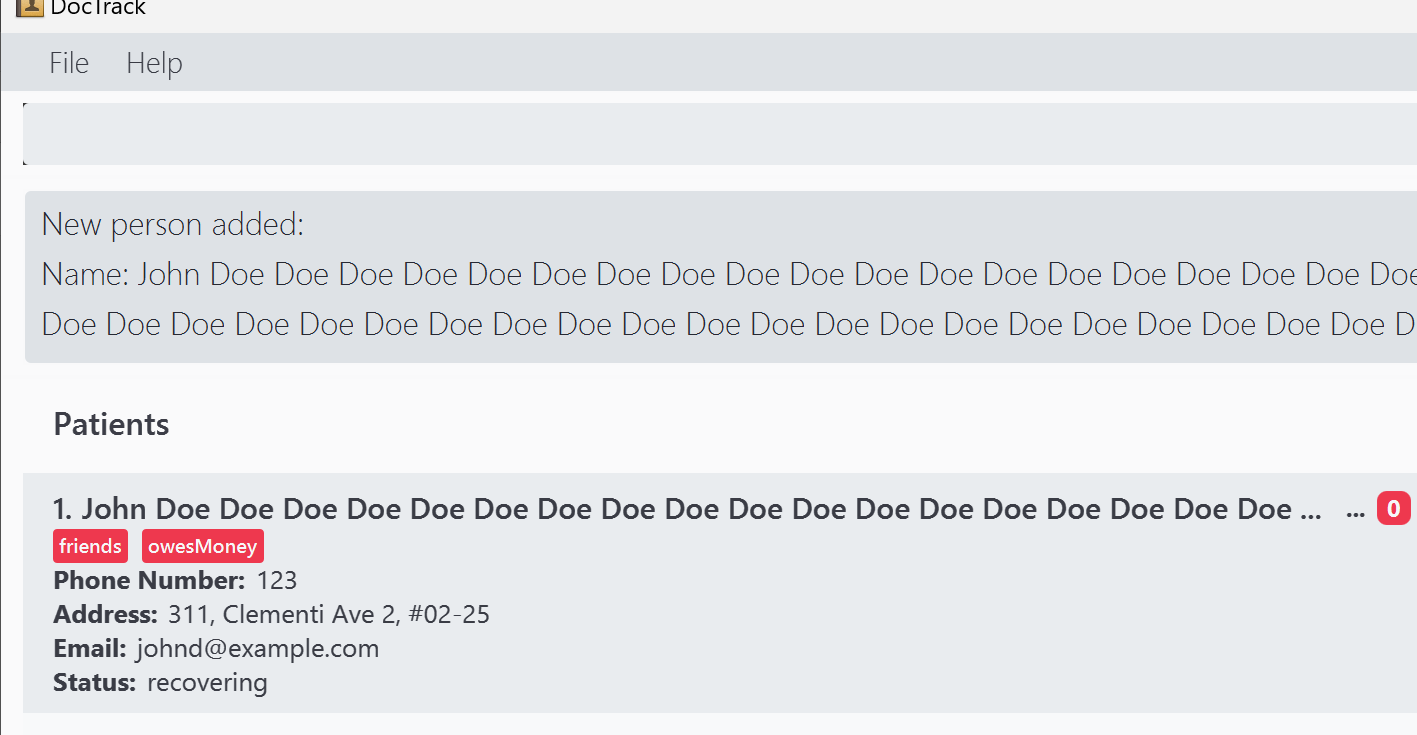 DocTrack
File Help
New person added:
Name: John Doe Doe Doe Doe Doe Doe Doe Doe Doe Doe Doe Doe Doe Doe Doe Doe Doe Doe Doe
Doe Doe Doe Doe Doe Doe Doe Doe Doe Doe Doe Doe Doe Doe Doe Doe Doe Doe Doe Doe Doe D
Patients
1. John Doe Doe Doe Doe Doe Doe Doe Doe Doe Doe Doe Doe Doe Doe Doe Doe Doe Doe ... ... 0
friends owesMoney
Phone Number: 123
Address: 311, Clementi Ave 2, #02-25
Email: johnd@example.com
Status: recovering